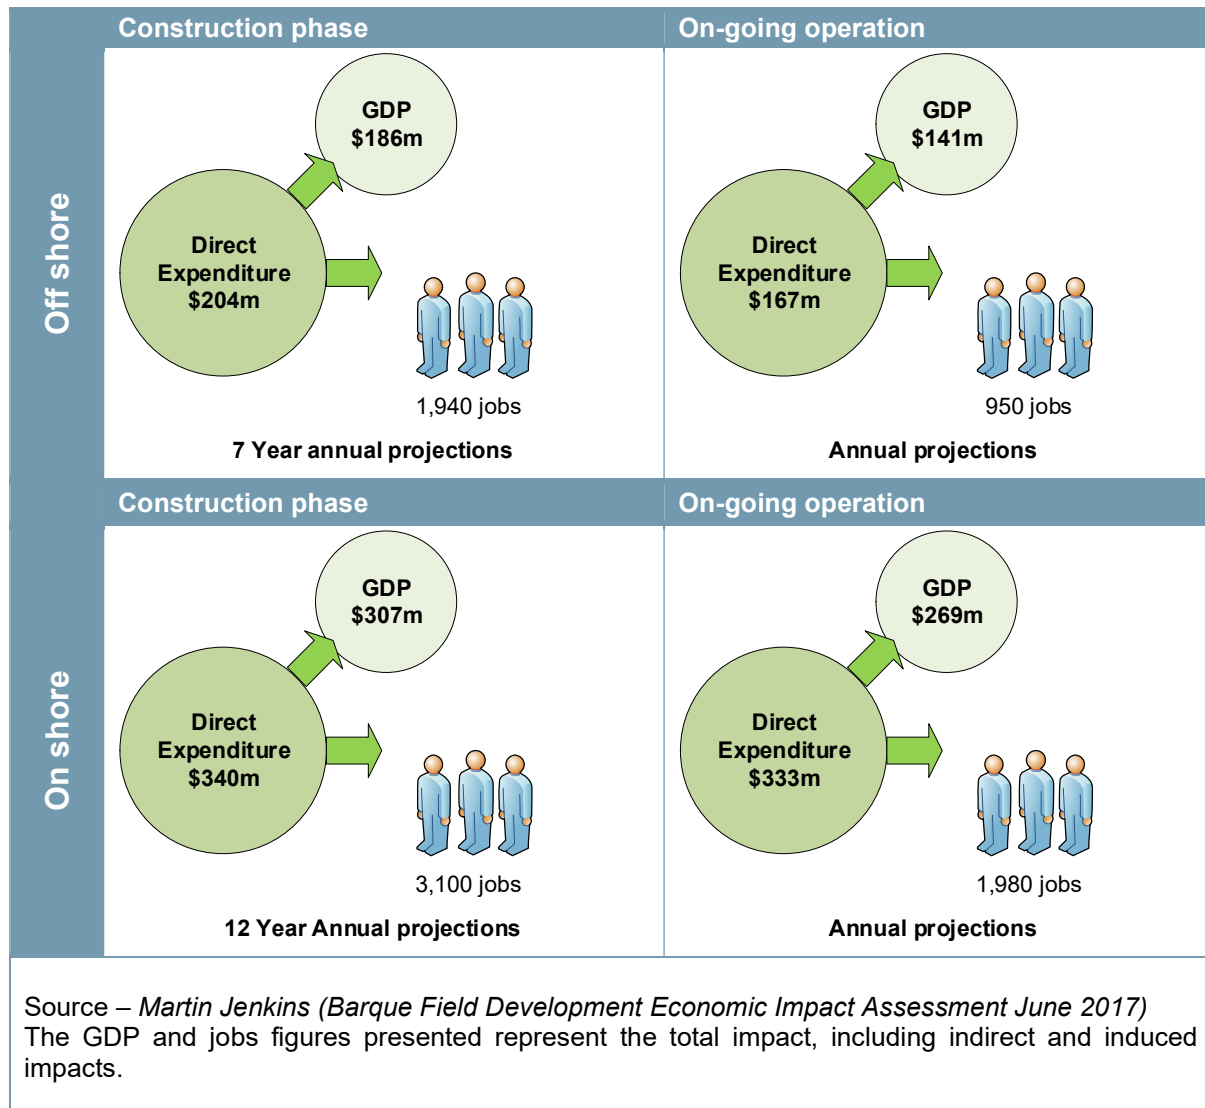 Construction phase
On-going operation
Off shore
GDP
$186m
Direct
Expenditure
$204m
1,940 jobs
7 Year annual projections
GDP
$141m
Direct
Expenditure
$167m
950 jobs
Annual projections
Construction phase
On-going operation
On shore
GDP
$307m
Direct
Expenditure
$340m
3,100 jobs
12 Year Annual projections
GDP
$269m
Direct
Expenditure
$333m
1,980 jobs
Annual projections
Source – Martin Jenkins (Barque Field Development Economic Impact Assessment June 2017)
The GDP and jobs figures presented represent the total impact, including indirect and induced
impacts.